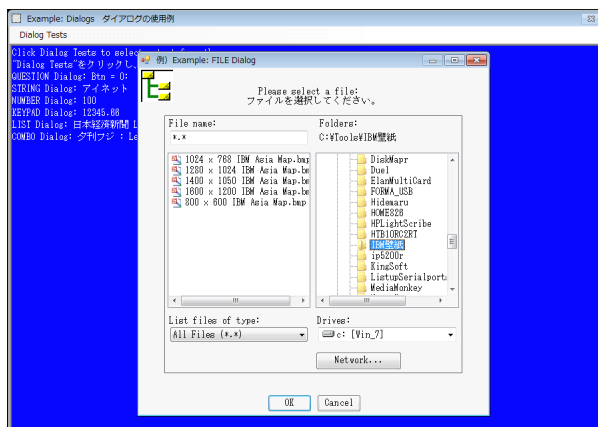 Example: Dialogs ダイアログの使用例
Dialog Tests
Click Dialog Tests to selec
"Dialog Tests"をクリックし、
QUESTION Dialog: Btn = 0:
STRING Dialog: アイネット
NUMBER Dialog: 100
KEYPAD Dialog: 12345.66
LIST Dialog: 日本経済新聞 L
COMBO Dialog: 夕刊フジ : Le
例) Example: FILE Dialog
Please select a file:
ファイルを選択してください。
File name:
*.*
1024 x 768 IBM Asia Map.bmp
1280 x 1024 IBM Asia Map.bm
1400 x 1050 IBM Asia Map.bm
1600 x 1200 IBM Asia Map.bm
800 x 600 IBM Asia Map.bmp
List files of type:
All Files (*.*)
Folders:
C:¥Tools¥IBM壁紙
DiskMapr
Duel
ElanMultiCard
FORMA_USB
Hidemaru
HOME826
HPLightScribe
HTB10RC2RT
IBM壁紙
ip5200r
KingSoft
ListupSerialport
MediaMonkey
Drives:
c: [Win_7]
Network...
OK
Cancel